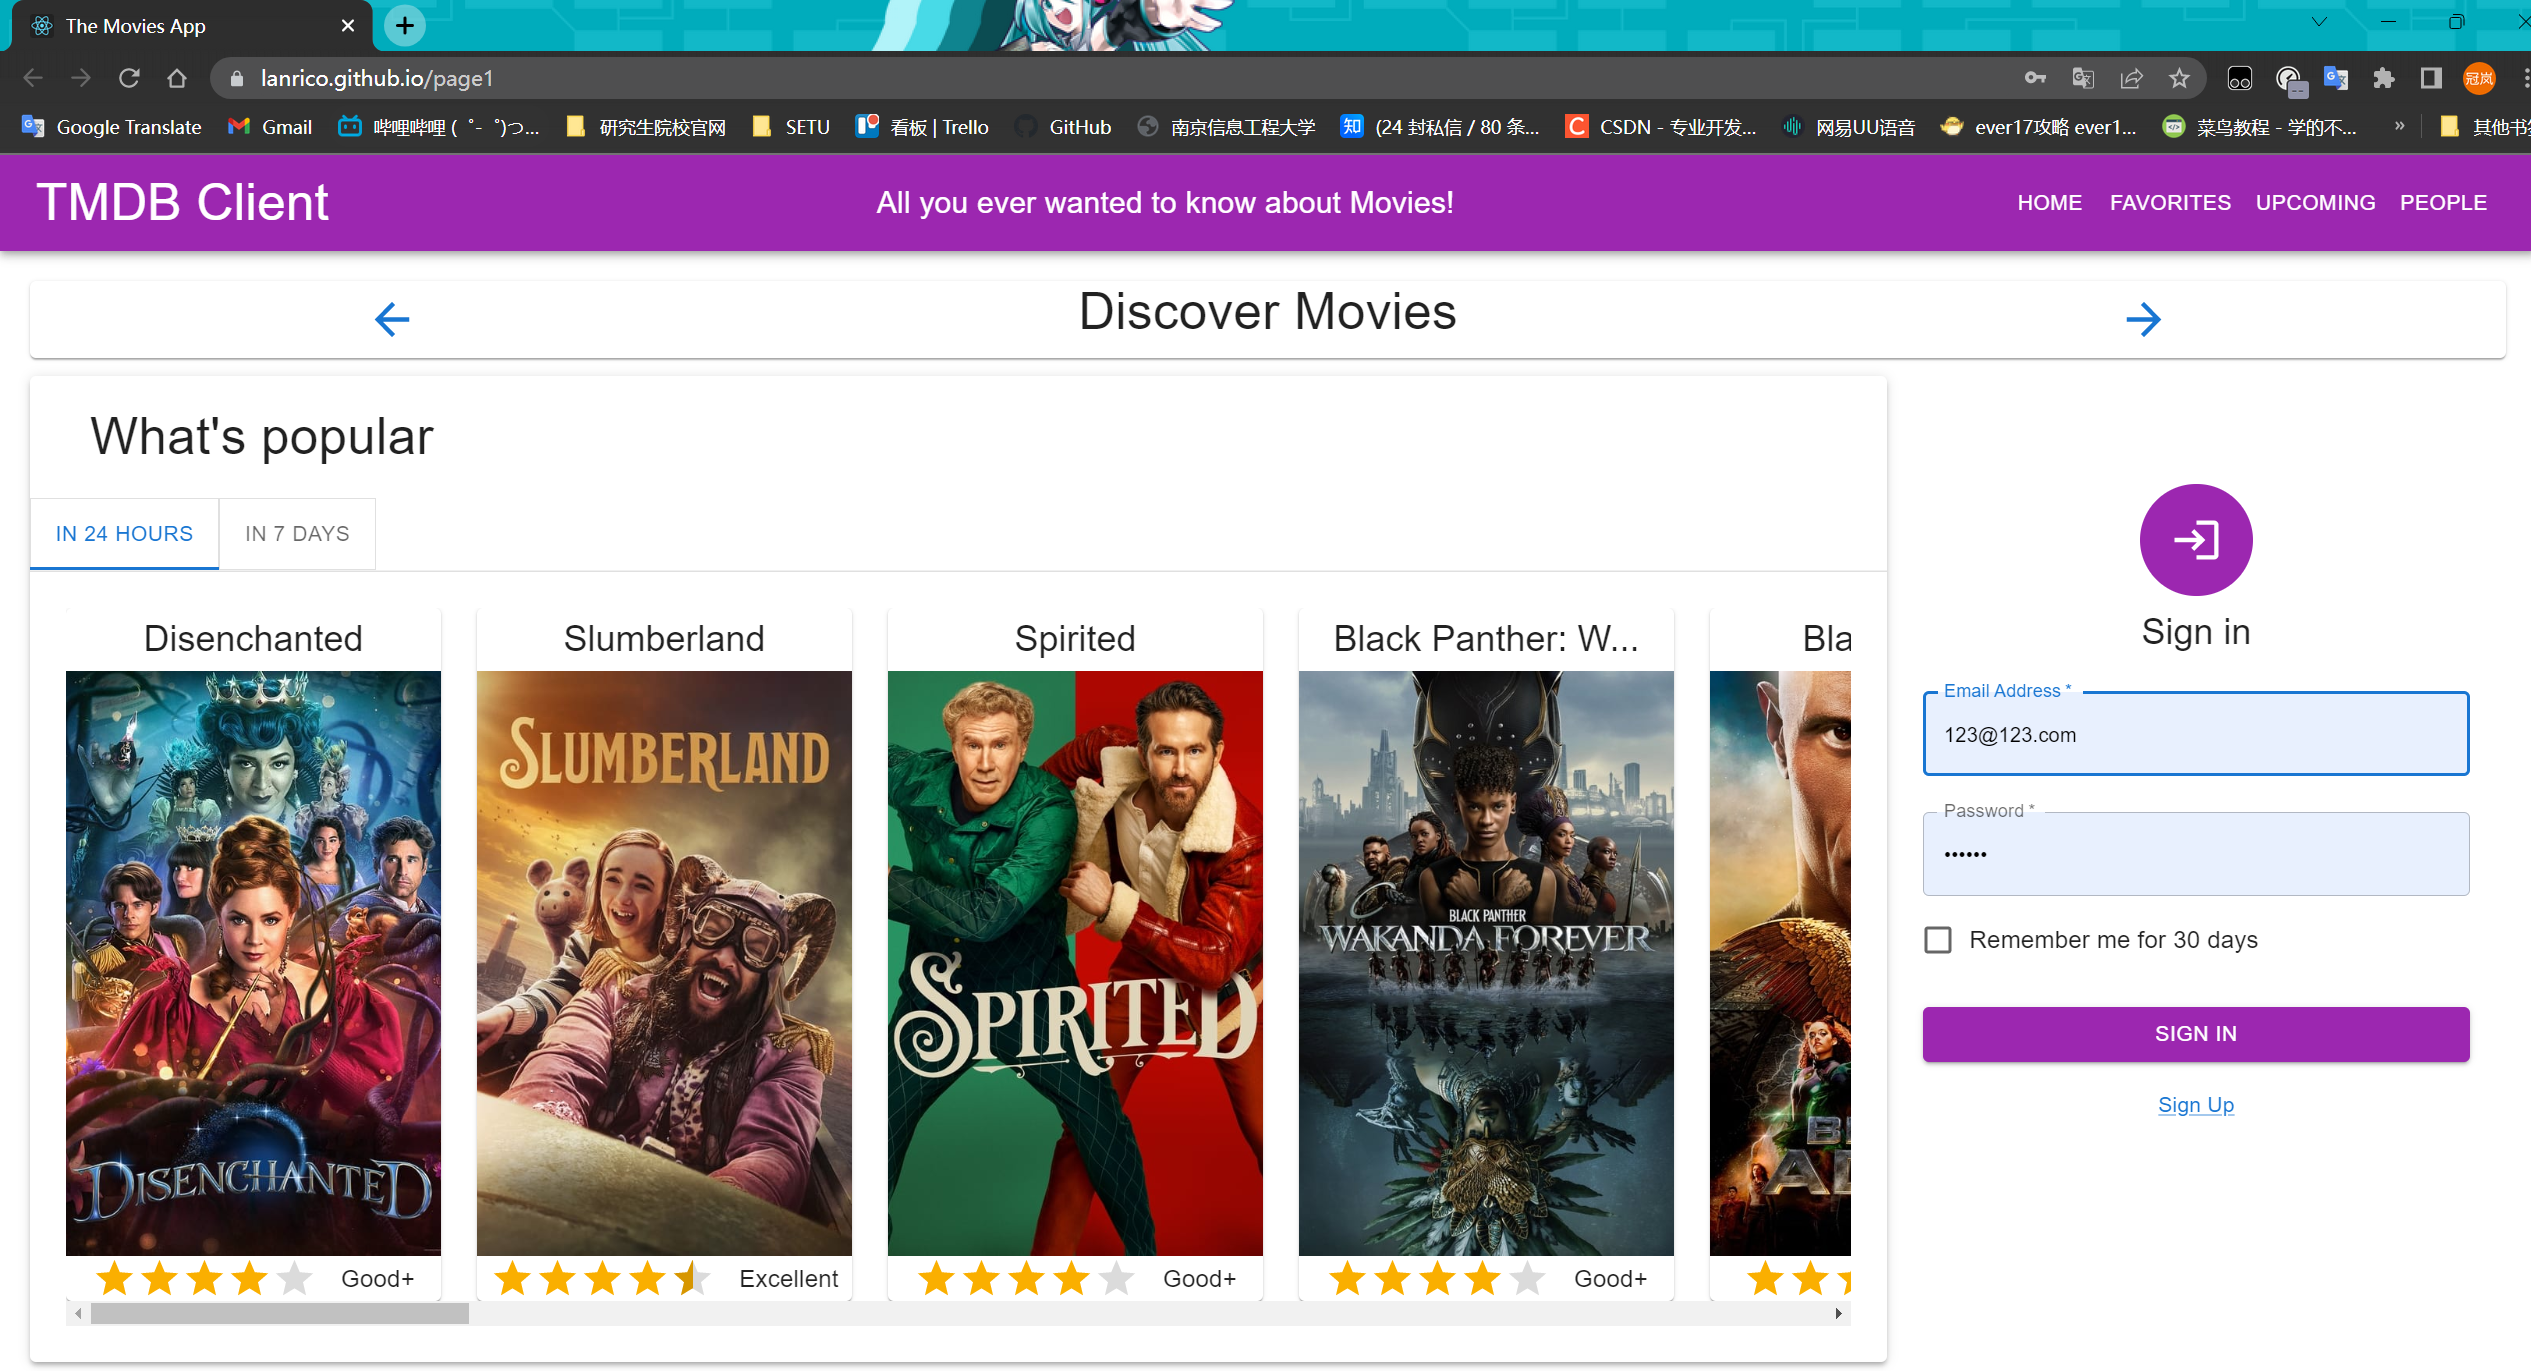 The Movies App
lanrico.github.io/page1
冠岚
Google Translate
Gmail
哔哩哔哩 (゜-゜)つ...
研究生院校官网
SETU
看板 | Trello
GitHub
南京信息工程大学
知
(24 封私信 / 80 条...
C
CSDN - 专业开发...
网易UU语音
ever17攻略 ever1...
菜鸟教程 - 学的不...
»
其他书
TMDB Client
All you ever wanted to know about Movies!
HOME FAVORITES UPCOMING PEOPLE
Discover Movies
What's popular
IN 24 HOURS
IN 7 DAYS
Disenchanted
DISENCHANTED
Good+
Slumberland
SLUMBERLAND
Excellent
Spirited
SPIRITED
Good+
Black Panther: W...
BLACK PANTHER
WAKANDA FOREVER
Good+
Bla
Sign in
Email Address *
123@123.com
Password *
••••••
Remember me for 30 days
SIGN IN
Sign Up